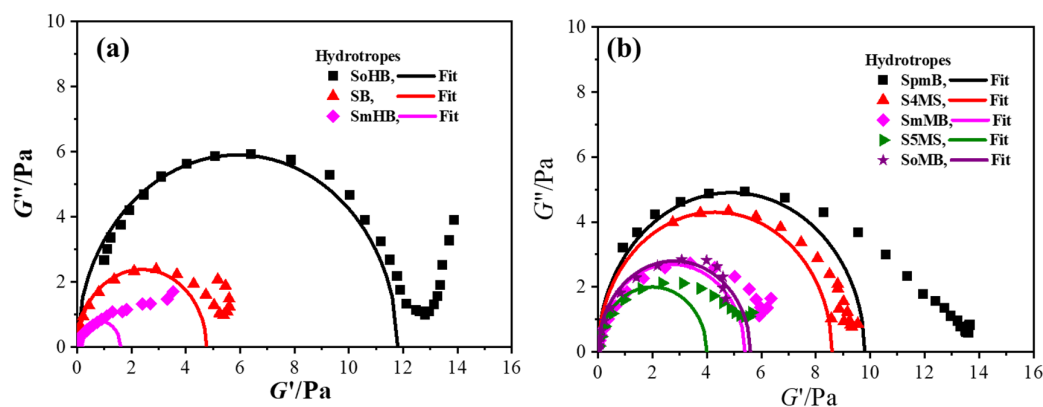 (a)
Hydrotropes
SoHB, Fit
SB, Fit
SmHB, Fit
G''/Pa
10
8
6
4
2
0
0 2 4 6 8 10 12 14 16
G'/Pa
(b)
Hydrotropes
SpmB, Fit
S4MS, Fit
SmMB, Fit
S5MS, Fit
SoMB, Fit
G''/Pa
10
8
6
4
2
0
0 2 4 6 8 10 12 14 16
G'/Pa